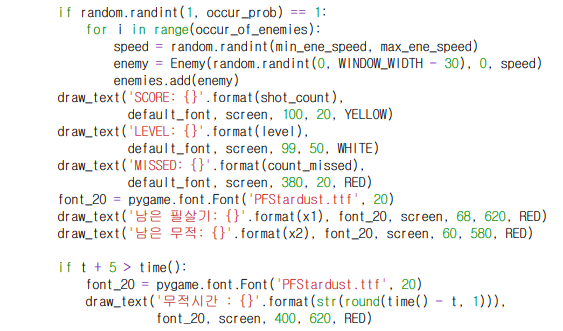 if random.randint(1, occur_prob) == 1:
for i in range(occur_of_enemies):
speed = random.randint(min_ene_speed, max_ene_speed)
enemy = Enemy(random.randint(0, WINDOW_WIDTH - 30), 0, speed)
enemies.add(enemy)
draw_text('SCORE: {}'.format(shot_count),
default_font, screen, 100, 20, YELLOW)
draw_text('LEVEL: {}'.format(level),
default_font, screen, 99, 50, WHITE)
draw_text('MISSED: {}'.format(count_missed),
default_font, screen, 380, 20, RED)
font_20 = pygame.font.Font('PFStardust.ttf', 20)
draw_text('남은 필살기: {}'.format(x1), font_20, screen, 68, 620, RED)
draw_text('남은 무적: {}'.format(x2), font_20, screen, 60, 580, RED)
if t + 5 > time():
font_20 = pygame.font.Font('PFStardust.ttf', 20)
draw_text('무적시간 : {}'.format(str(round(time() - t, 1))),
font_20, screen, 400, 620, RED)